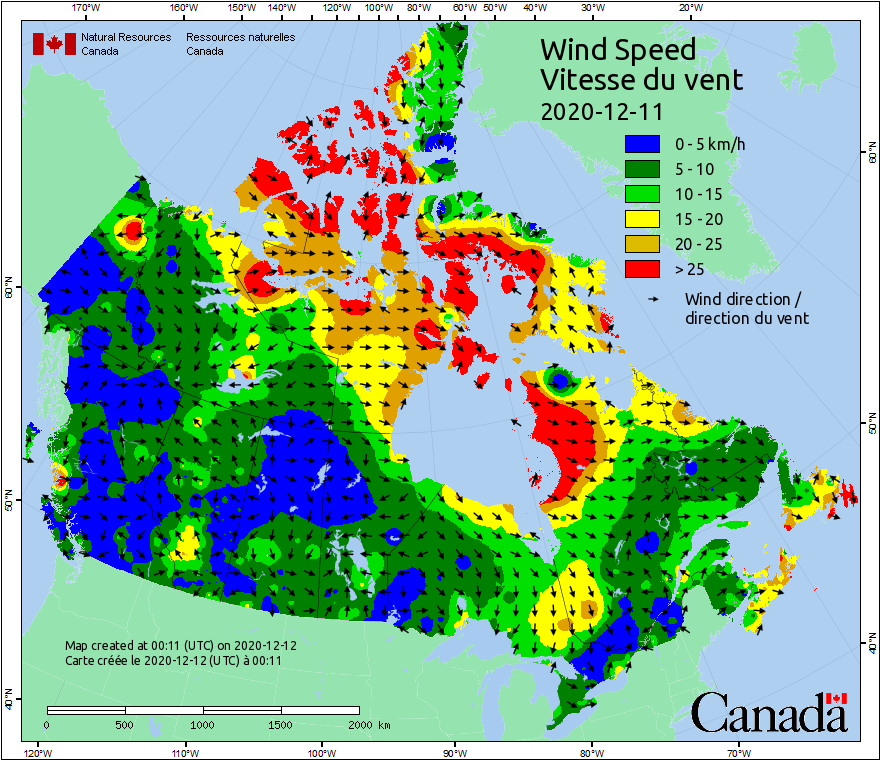 170°W 160°W 150°W 140°W 120°W 100°W 80°W 60°W 50°W 40°W 30°W 20°W
Natural Resources Canada
Ressources naturelles Canada
Wind Speed
Vitesse du vent
2020-12-11
0 - 5 km/h
5 - 10
10 - 15
15 - 20
20 - 25
> 25
Wind direction /
direction du vent
60°N
50°N
40°N
60°N
50°N
40°N
Map created at 00:11 (UTC) on 2020-12-12
Carte créée le 2020-12-12 (UTC) à 00:11
0 500 1000 1500 2000 km
Canada
120°W 110°W 100°W 90°W 80°W 70°W